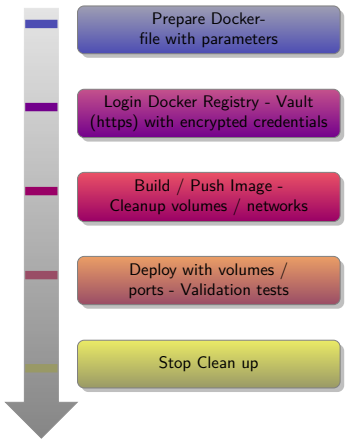 Prepare Docker-
file with parameters
Login Docker Registry - Vault
(https) with encrypted credentials
Build / Push Image -
Cleanup volumes / networks
Deploy with volumes /
ports - Validation tests
Stop Clean up